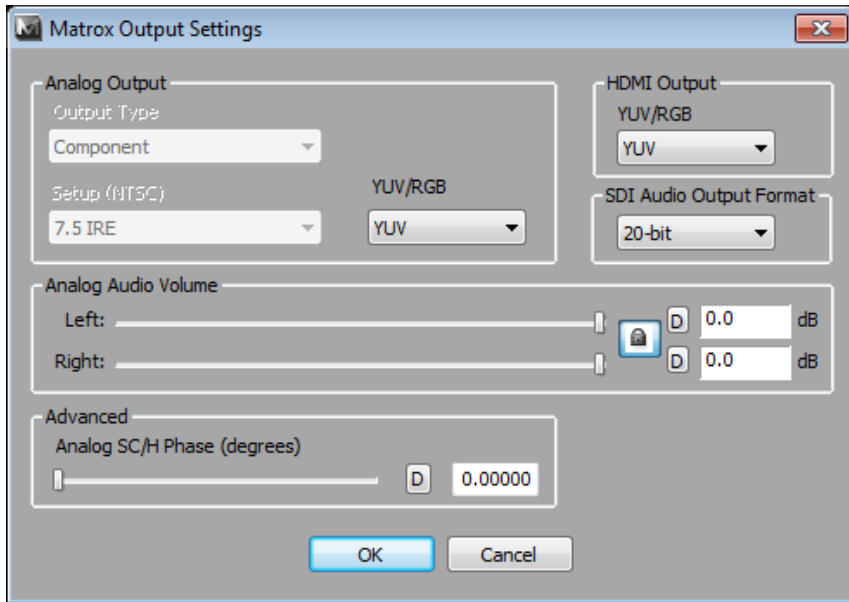 Matrox Output Settings
Analog Output
Output Type
Component
Setup (NTSC)
7.5 IRE
YUV/RGB
YUV
HDMI Output
YUV/RGB
YUV
SDI Audio Output Format
20-bit
Analog Audio Volume
Left:
D
0.0
dB
Right:
D
0.0
dB
Advanced
Analog SC/H Phase (degrees)
D
0.00000
OK
Cancel